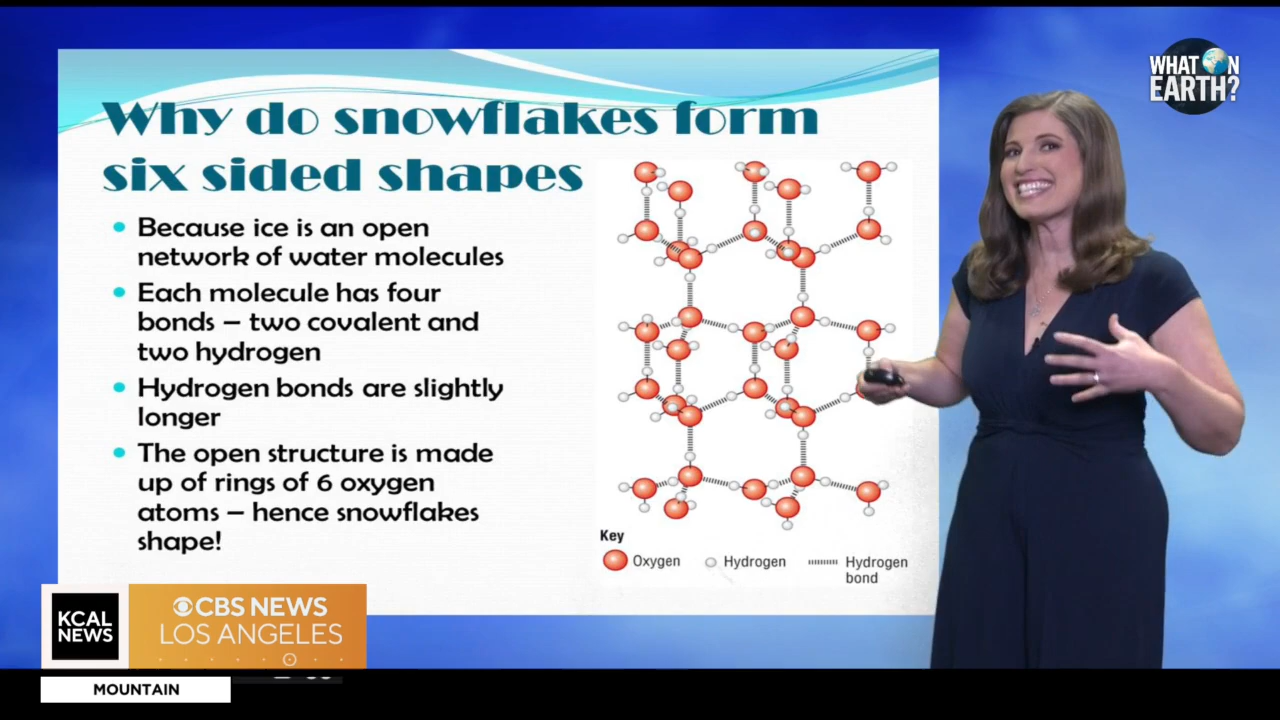 WHAT ON
EARTH?
Why do snowflakes form
six sided shapes
Because ice is an open
network of water molecules
Each molecule has four
bonds – two covalent and
two hydrogen
Hydrogen bonds are slightly
longer
The open structure is made
up of rings of 6 oxygen
atoms – hence snowflakes
shape!
Key
Oxygen
Hydrogen
Hydrogen
bond
KCAL
NEWS
CBS NEWS
LOS ANGELES
MOUNTAIN